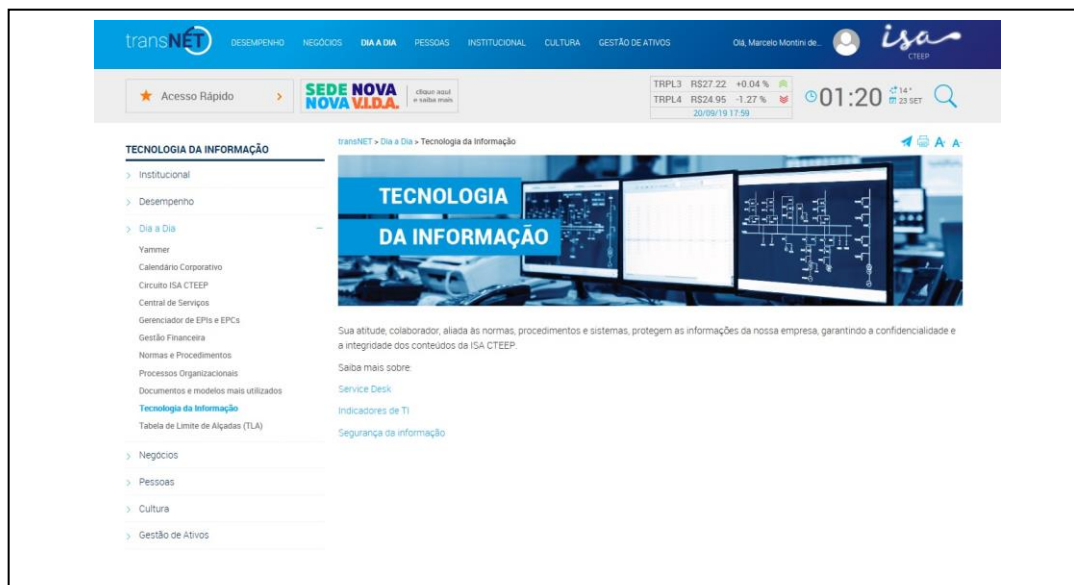 transNÉT
DESEMPENHO NEGÓCIOS DIA A DIA PESSOAS INSTITUCIONAL CULTURA GESTÃO DE ATIVOS
Olá, Marcelo Montini de...
isa
CTEEP
Acesso Rápido
SEDE NOVA
NOVA V.I.D.A.
clique aqui
e saiba mais
TRPL3 R$27.22 +0.04 %
TRPL4 R$24.95 -1.27 %
20/09/19 17:59
01:20
14°
23 SET
TECNOLOGIA DA INFORMAÇÃO
Institucional
Desempenho
Dia a Dia
Yammer
Calendário Corporativo
Circuito ISA CTEEP
Central de Serviços
Gerenciador de EPIs e EPCs
Gestão Financeira
Normas e Procedimentos
Processos Organizacionais
Documentos e modelos mais utilizados
Tecnologia da Informação
Tabela de Limite de Alçadas (TLA)
Negócios
Pessoas
Cultura
Gestão de Ativos
transNET > Dia a Dia > Tecnologia da Informação
A+ A-
TECNOLOGIA
DA INFORMAÇÃO
Sua atitude, colaborador, aliada às normas, procedimentos e sistemas, protegem as informações da nossa empresa, garantindo a confidencialidade e
a integridade dos conteúdos da ISA CTEEP.
Saiba mais sobre:
Service Desk
Indicadores de TI
Segurança da informação